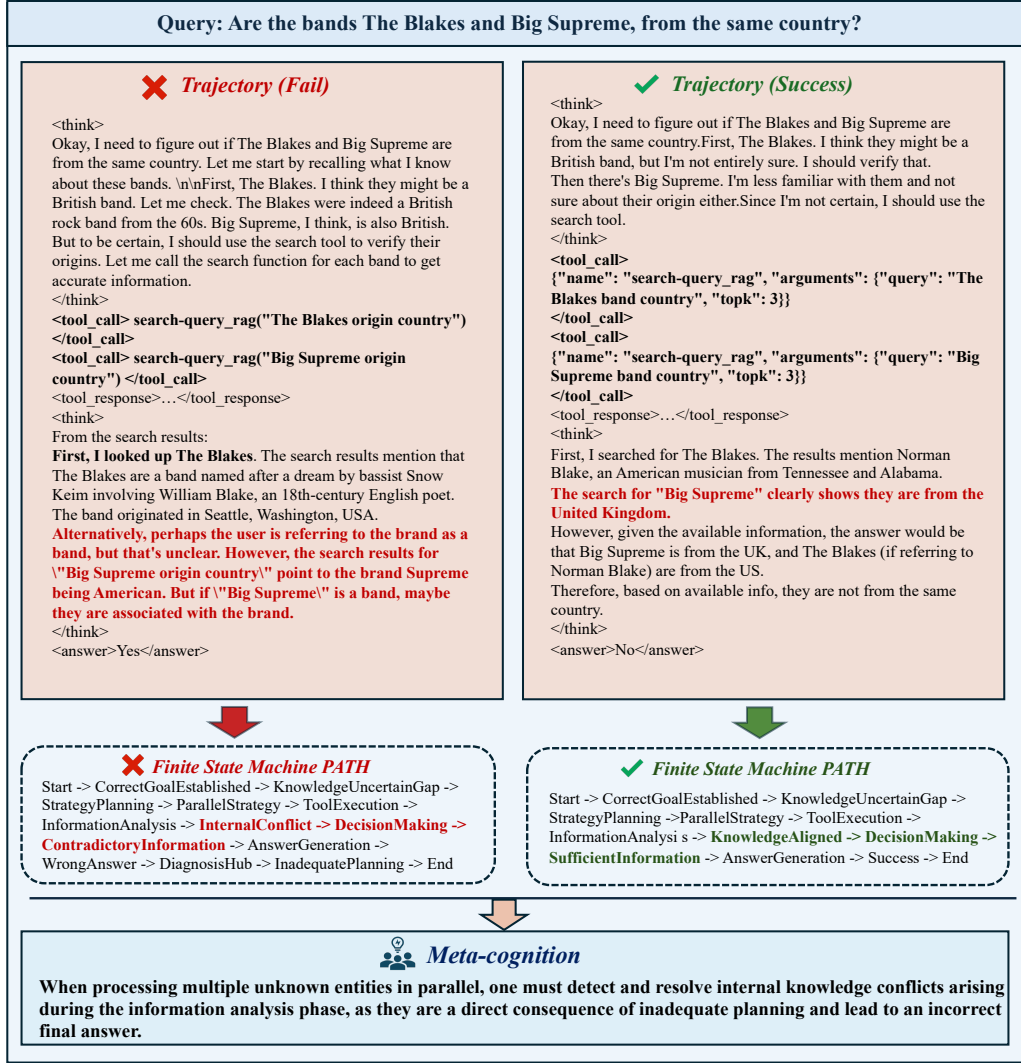 Query: Are the bands The Blakes and Big Supreme, from the same country?
Trajectory (Fail)
<think>
Okay, I need to figure out if The Blakes and Big Supreme are
from the same country. Let me start by recalling what I know
about these bands. \n\nFirst, The Blakes. I think they might be a
British band. Let me check. The Blakes were indeed a British
rock band from the 60s. Big Supreme, I think, is also British.
But to be certain, I should use the search tool to verify their
origins. Let me call the search function for each band to get
accurate information.
</think>
<tool_call> search-query_rag("The Blakes origin country")
</tool_call>
<tool_call> search-query_rag("Big Supreme origin
country") </tool_call>
<tool_response>…</tool_response>
<think>
From the search results:
First, I looked up The Blakes. The search results mention that
The Blakes are a band named after a dream by bassist Snow
Keim involving William Blake, an 18th-century English poet.
The band originated in Seattle, Washington, USA.
Alternatively, perhaps the user is referring to the brand as a
band, but that's unclear. However, the search results for
\"Big Supreme origin country\" point to the brand Supreme
being American. But if \"Big Supreme\" is a band, maybe
they are associated with the brand.
</think>
<answer>Yes</answer>
Trajectory (Success)
<think>
Okay, I need to figure out if The Blakes and Big Supreme are
from the same country.First, The Blakes. I think they might be a
British band, but I'm not entirely sure. I should verify that.
Then there's Big Supreme. I'm less familiar with them and not
sure about their origin either.Since I'm not certain, I should use the
search tool.
</think>
<tool_call>
{"name": "search-query_rag", "arguments": {"query": "The
Blakes band country", "topk": 3}}
</tool_call>
<tool_call>
{"name": "search-query_rag", "arguments": {"query": "Big
Supreme band country", "topk": 3}}
</tool_call>
<tool_response>…</tool_response>
<think>
First, I searched for The Blakes. The results mention Norman
Blake, an American musician from Tennessee and Alabama.
The search for "Big Supreme" clearly shows they are from the
United Kingdom.
However, given the available information, the answer would be
that Big Supreme is from the UK, and The Blakes (if referring to
Norman Blake) are from the US.
Therefore, based on available info, they are not from the same
country.
</think>
<answer>No</answer>
Finite State Machine PATH
Start -> CorrectGoalEstablished -> KnowledgeUncertainGap ->
StrategyPlanning -> ParallelStrategy -> ToolExecution ->
InformationAnalysis -> InternalConflict -> DecisionMaking ->
ContradictoryInformation -> AnswerGeneration ->
WrongAnswer -> DiagnosisHub -> InadequatePlanning -> End
Finite State Machine PATH
Start -> CorrectGoalEstablished -> KnowledgeUncertainGap ->
StrategyPlanning ->ParallelStrategy -> ToolExecution ->
InformationAnalysi s -> KnowledgeAligned -> DecisionMaking ->
SufficientInformation -> AnswerGeneration -> Success -> End
Meta-cognition
When processing multiple unknown entities in parallel, one must detect and resolve internal knowledge conflicts arising
during the information analysis phase, as they are a direct consequence of inadequate planning and lead to an incorrect
final answer.